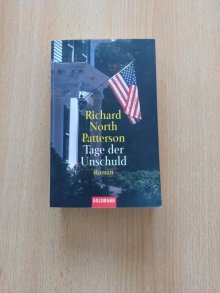 Richard
North
Patterson
Tage der
Unschuld
Roman
GOLDMANN